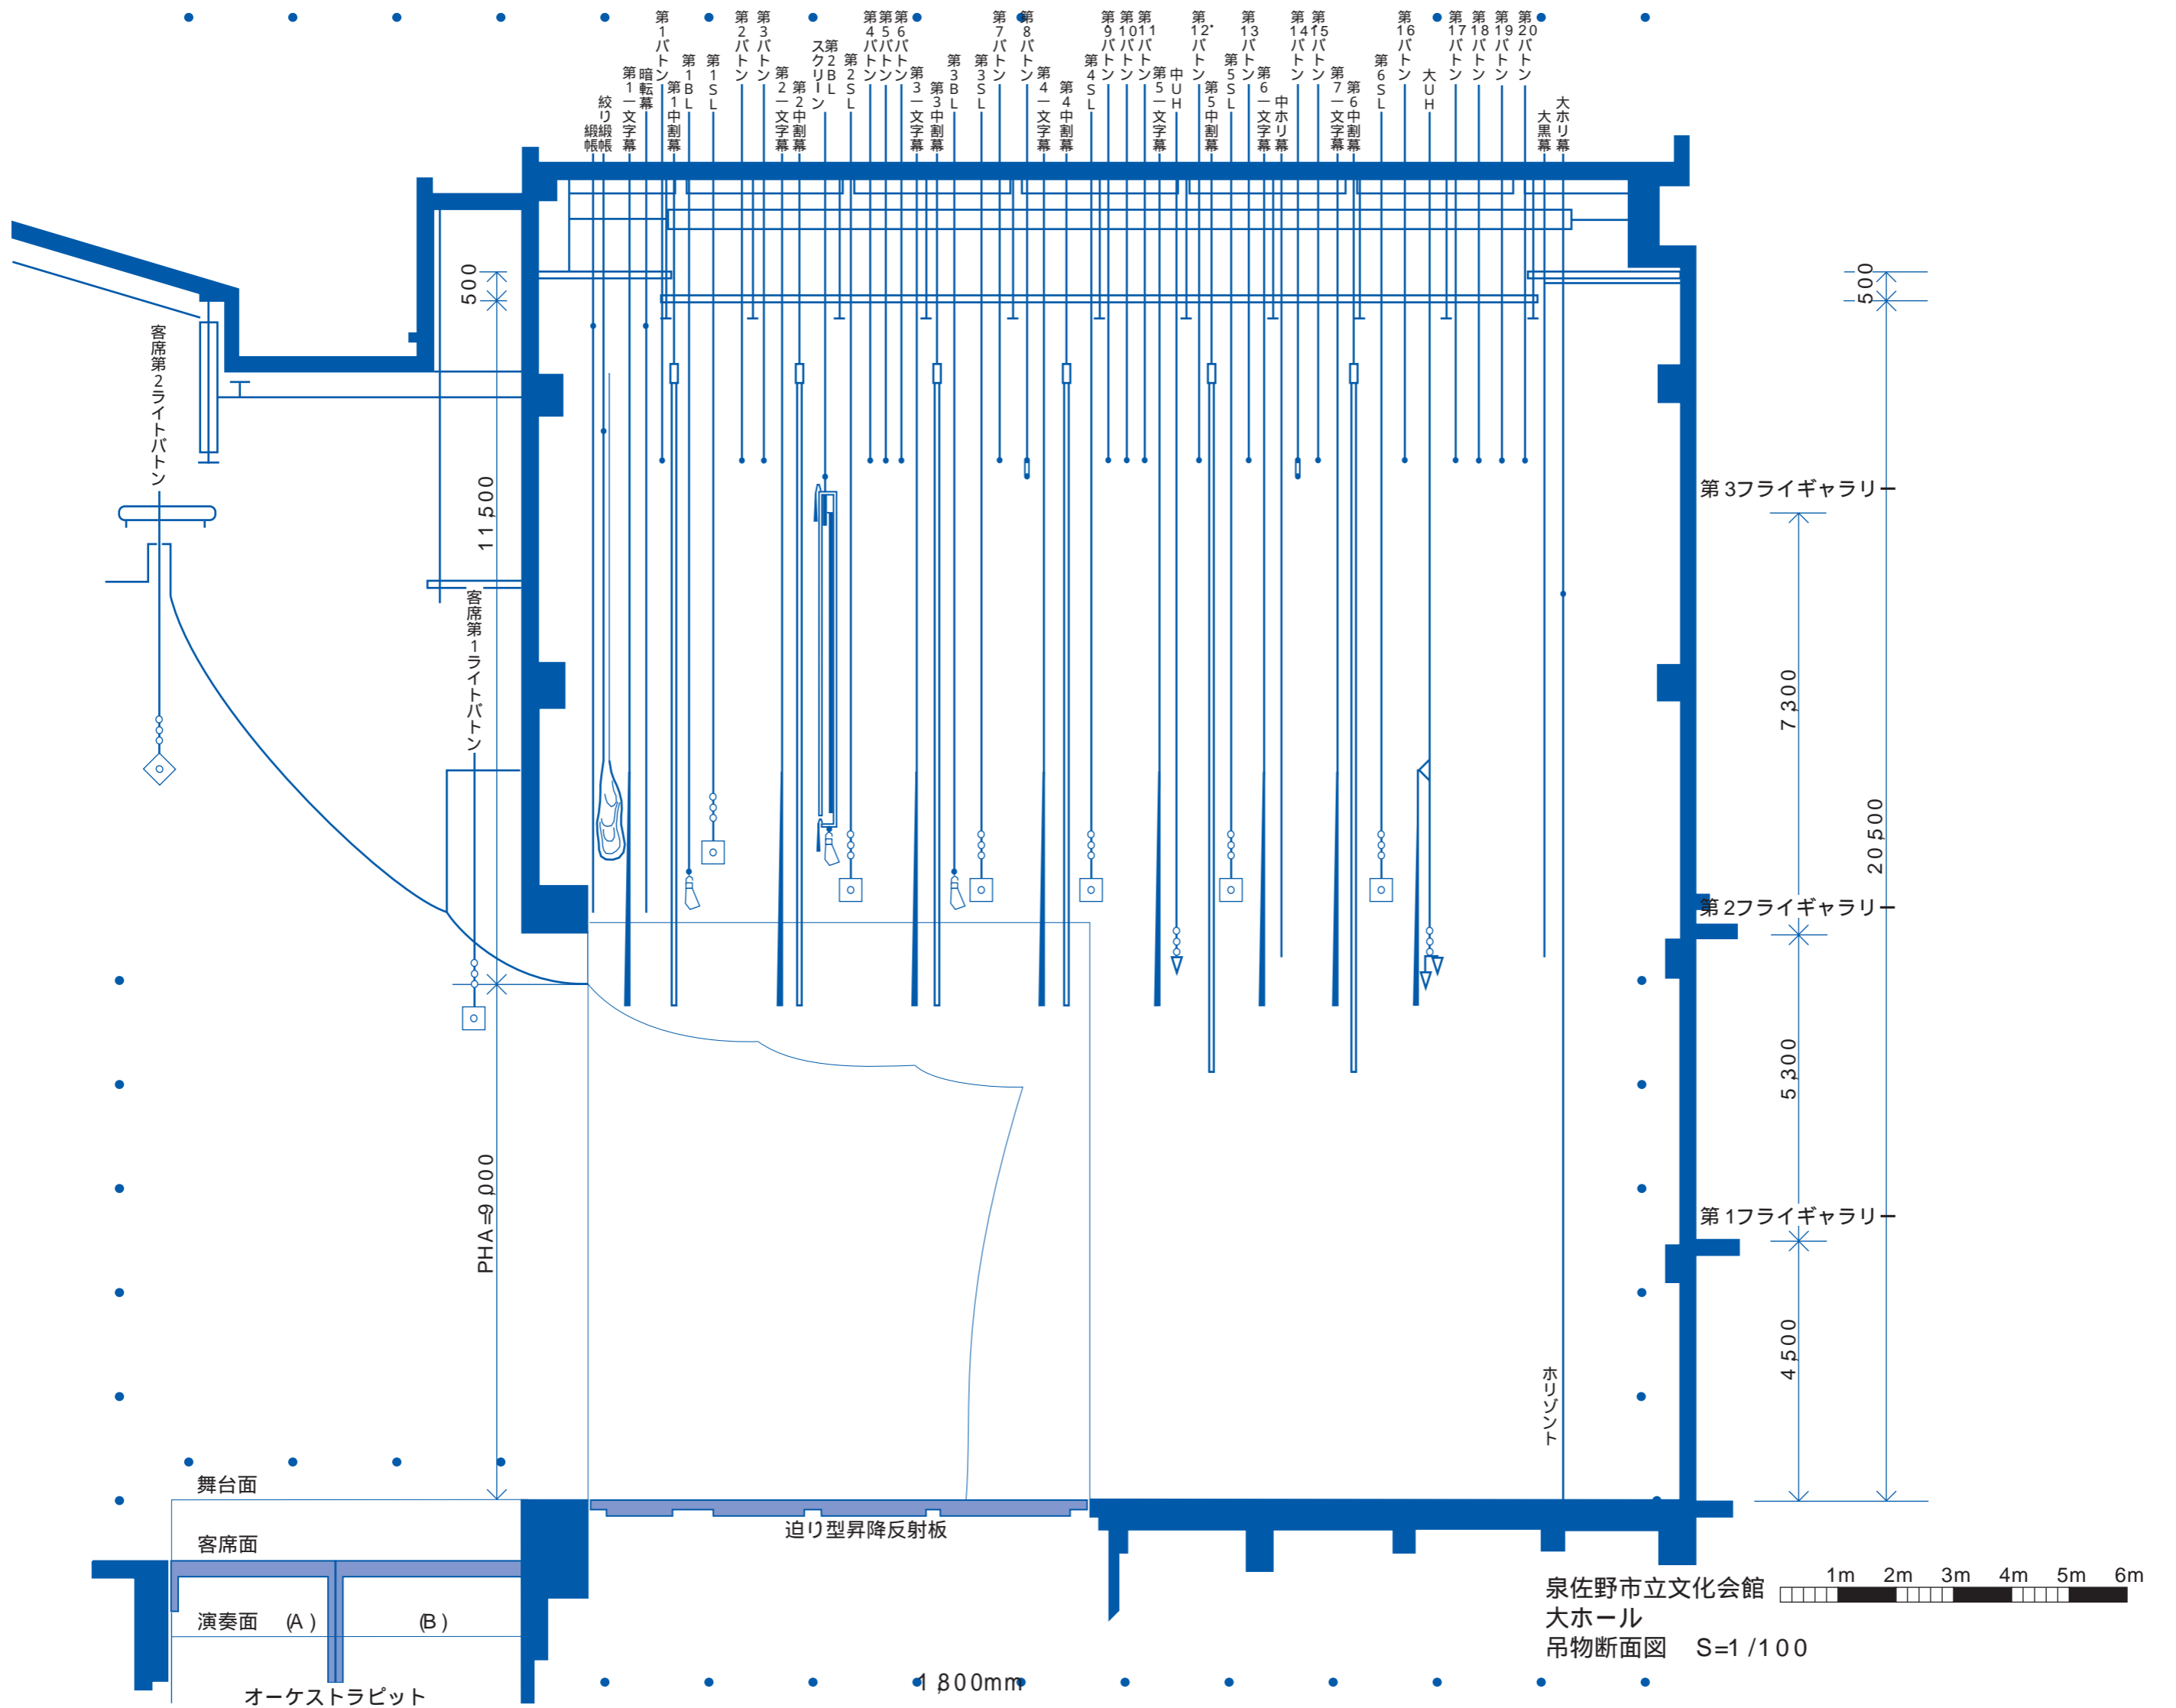 緞帳
絞り緞帳
第1一文字幕
暗転幕
第1バトン
第1中割幕
第1BL
第1SL
第2バトン
第3バトン
第2一文字幕
第2中割幕
スクリーン
第2BL
第2SL
第4バトン
第5バトン
第6バトン
第3一文字幕
第3中割幕
第3BL
第3SL
第7バトン
第8バトン
第4一文字幕
第4中割幕
第4SL
第9バトン
第10バトン
第11バトン
第5一文字幕
中UH
第12バトン
第5中割幕
第5SL
第13バトン
第6一文字幕
中ホリ幕
第14バトン
第15バトン
第7一文字幕
第6中割幕
第6SL
第16バトン
大UH
第17バトン
第18バトン
第19バトン
第20バトン
大黒幕
大ホリ幕
500
500
客席第2ライトバトン
11,500
第3フライギャラリー
客席第1ライトバトン
7,300
20,500
第2フライギャラリー
5,300
PHA=9,000
第1フライギャラリー
4,500
ホリゾント
舞台面
迫り型昇降反射板
客席面
演奏面 (A) (B)
オーケストラピット
1,800mm
1m 2m 3m 4m 5m 6m
泉佐野市立文化会館
大ホール
吊物断面図 S=1/100